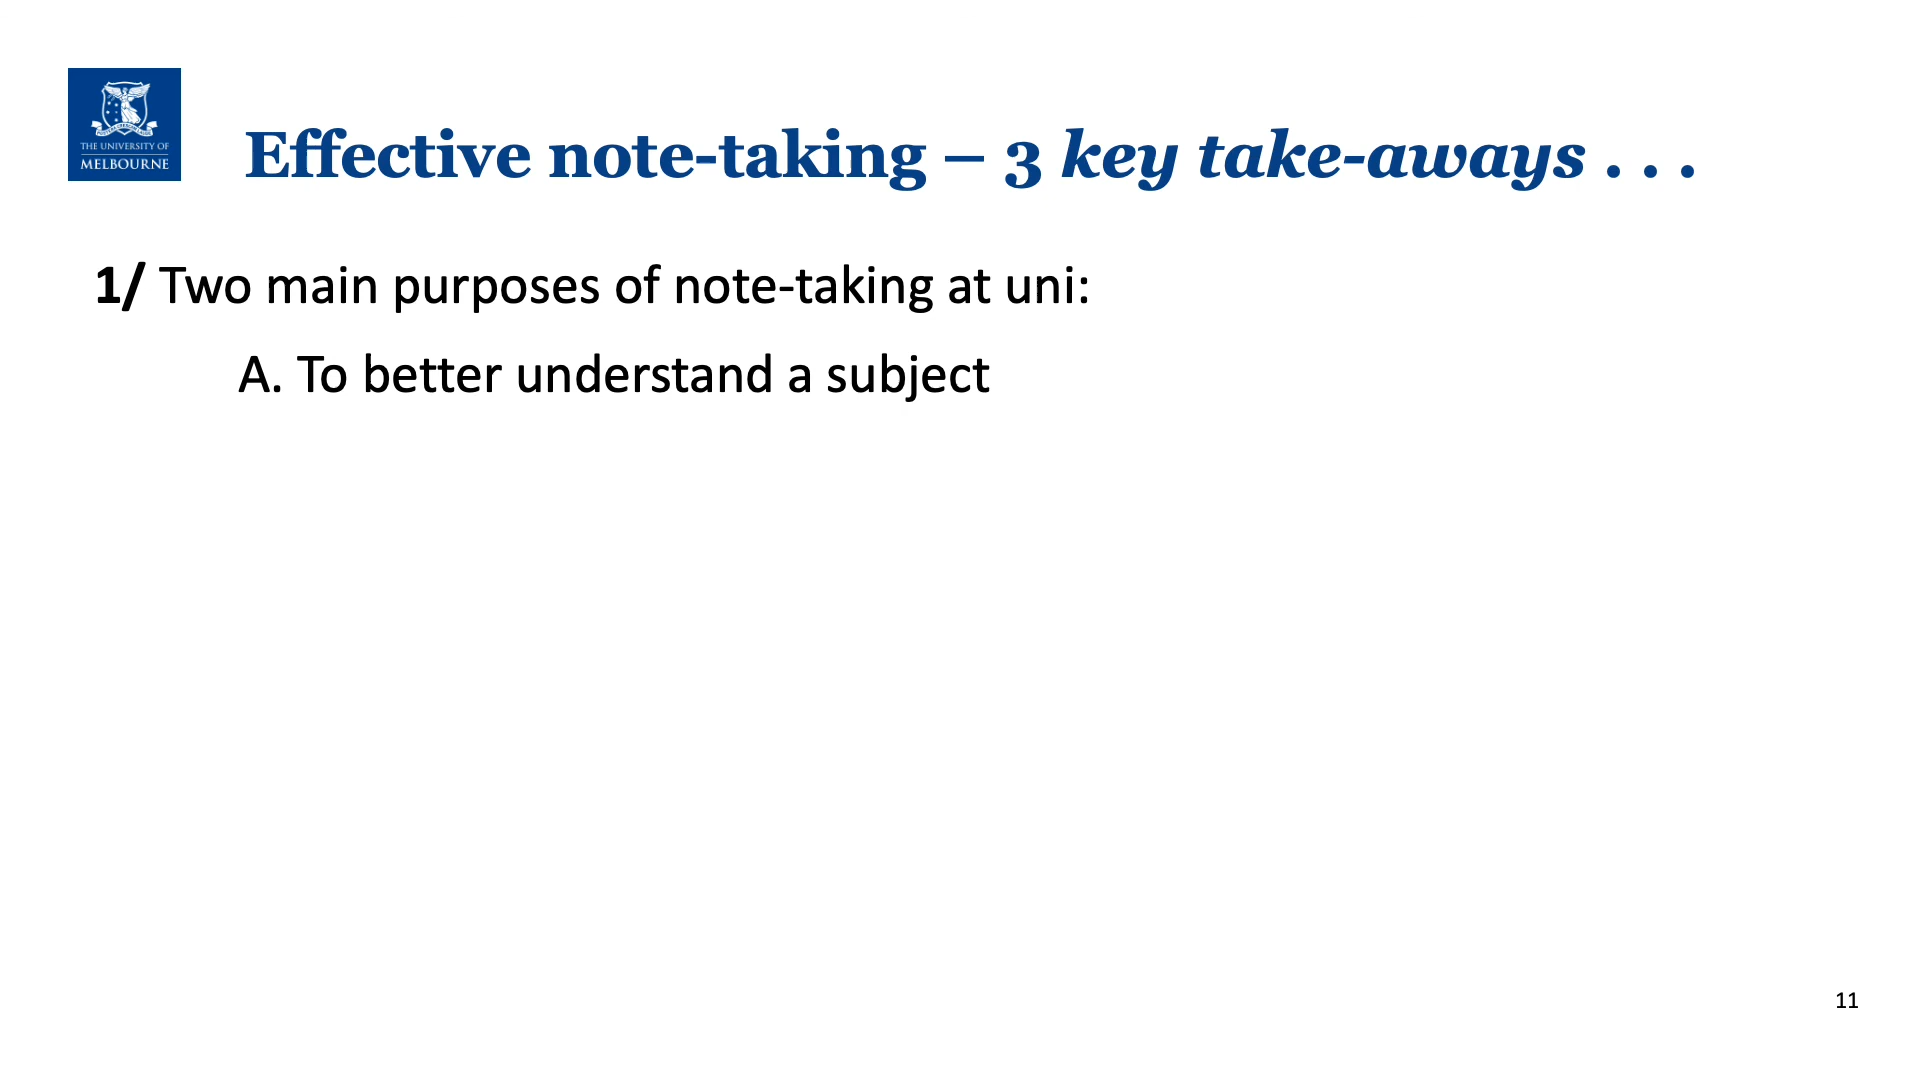 THE UNIVERSITY OF
MELBOURNE
Effective note-taking – 3 key take-aways . . .
1/ Two main purposes of note-taking at uni:
A. To better understand a subject
11